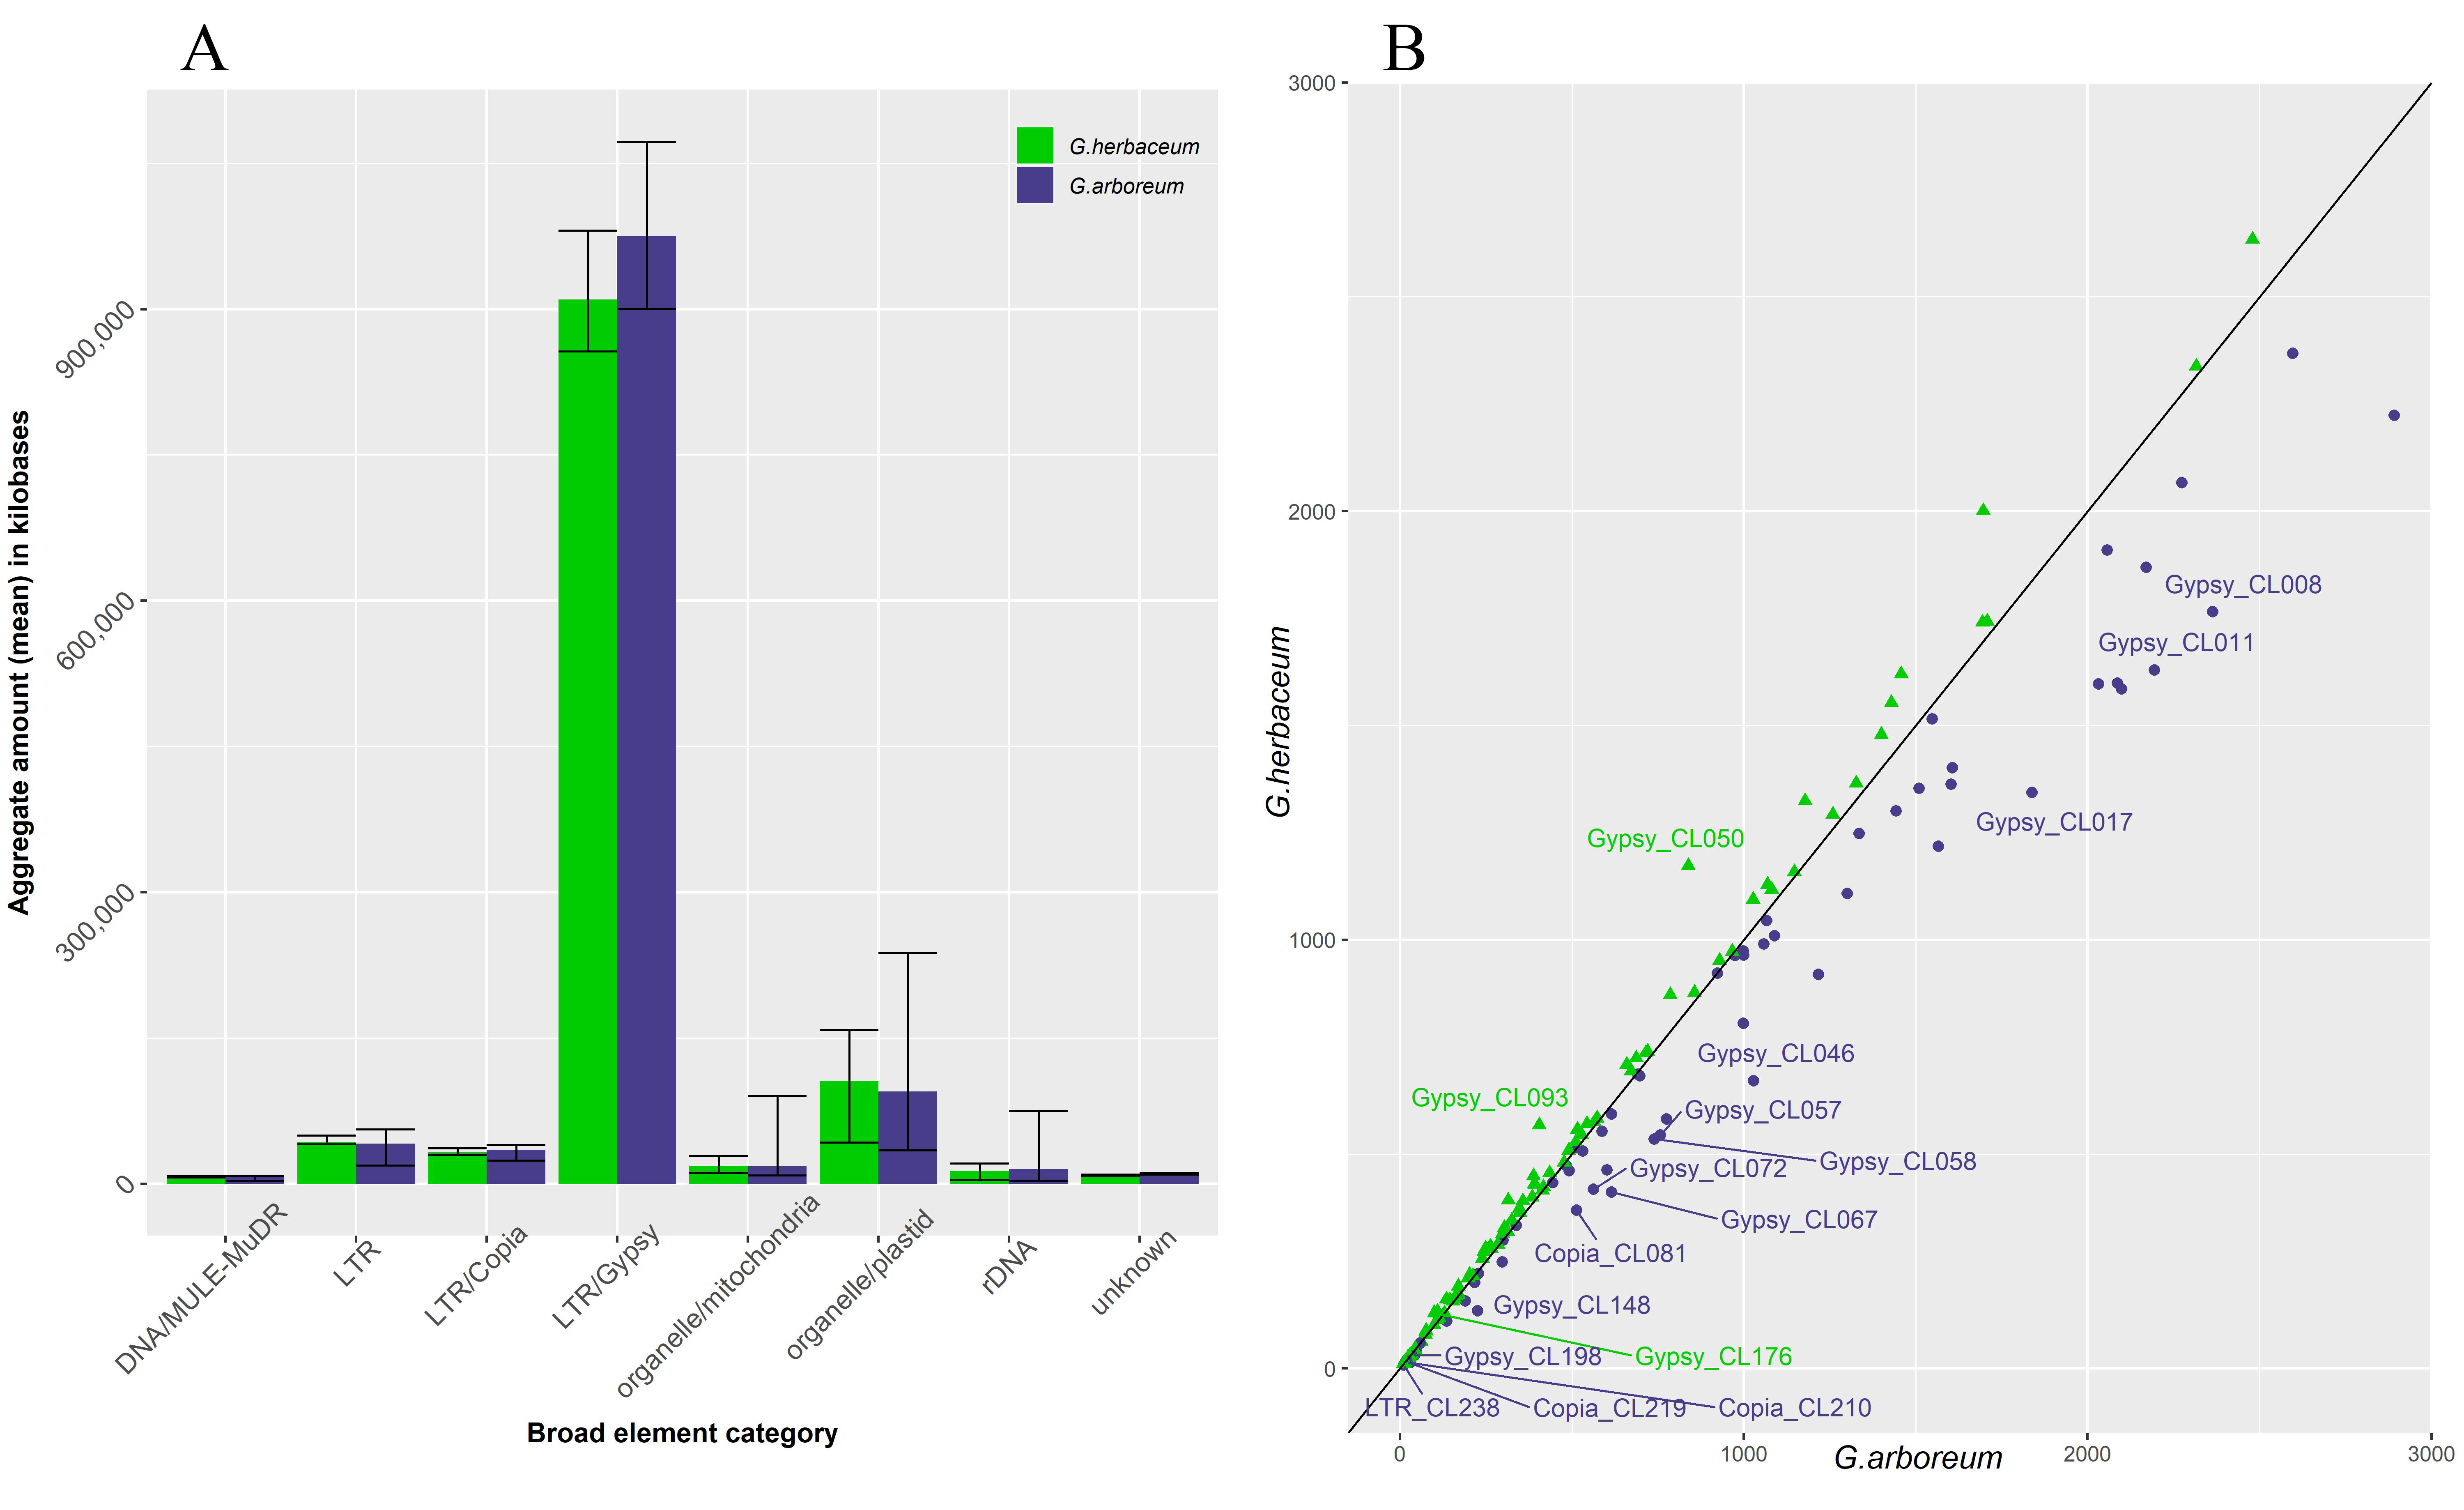 A
G.herbaceum
G.arboreum
Aggregate amount (mean) in kilobases
900,000
600,000
300,000
0
DNA/MULE-MuDR
LTR
LTR/Copia
LTR/Gypsy
organelle/mitochondria
organelle/plastid
rDNA
unknown
Broad element category
B
G.herbaceum
3000
2000
1000
0
Gypsy_CL008
Gypsy_CL011
Gypsy_CL017
Gypsy_CL050
Gypsy_CL046
Gypsy_CL093
Gypsy_CL057
Gypsy_CL058
Gypsy_CL072
Gypsy_CL067
Copia_CL081
Gypsy_CL148
Gypsy_CL198
Gypsy_CL176
LTR_CL238
Copia_CL219
Copia_CL210
0
1000
2000
3000
G.arboreum